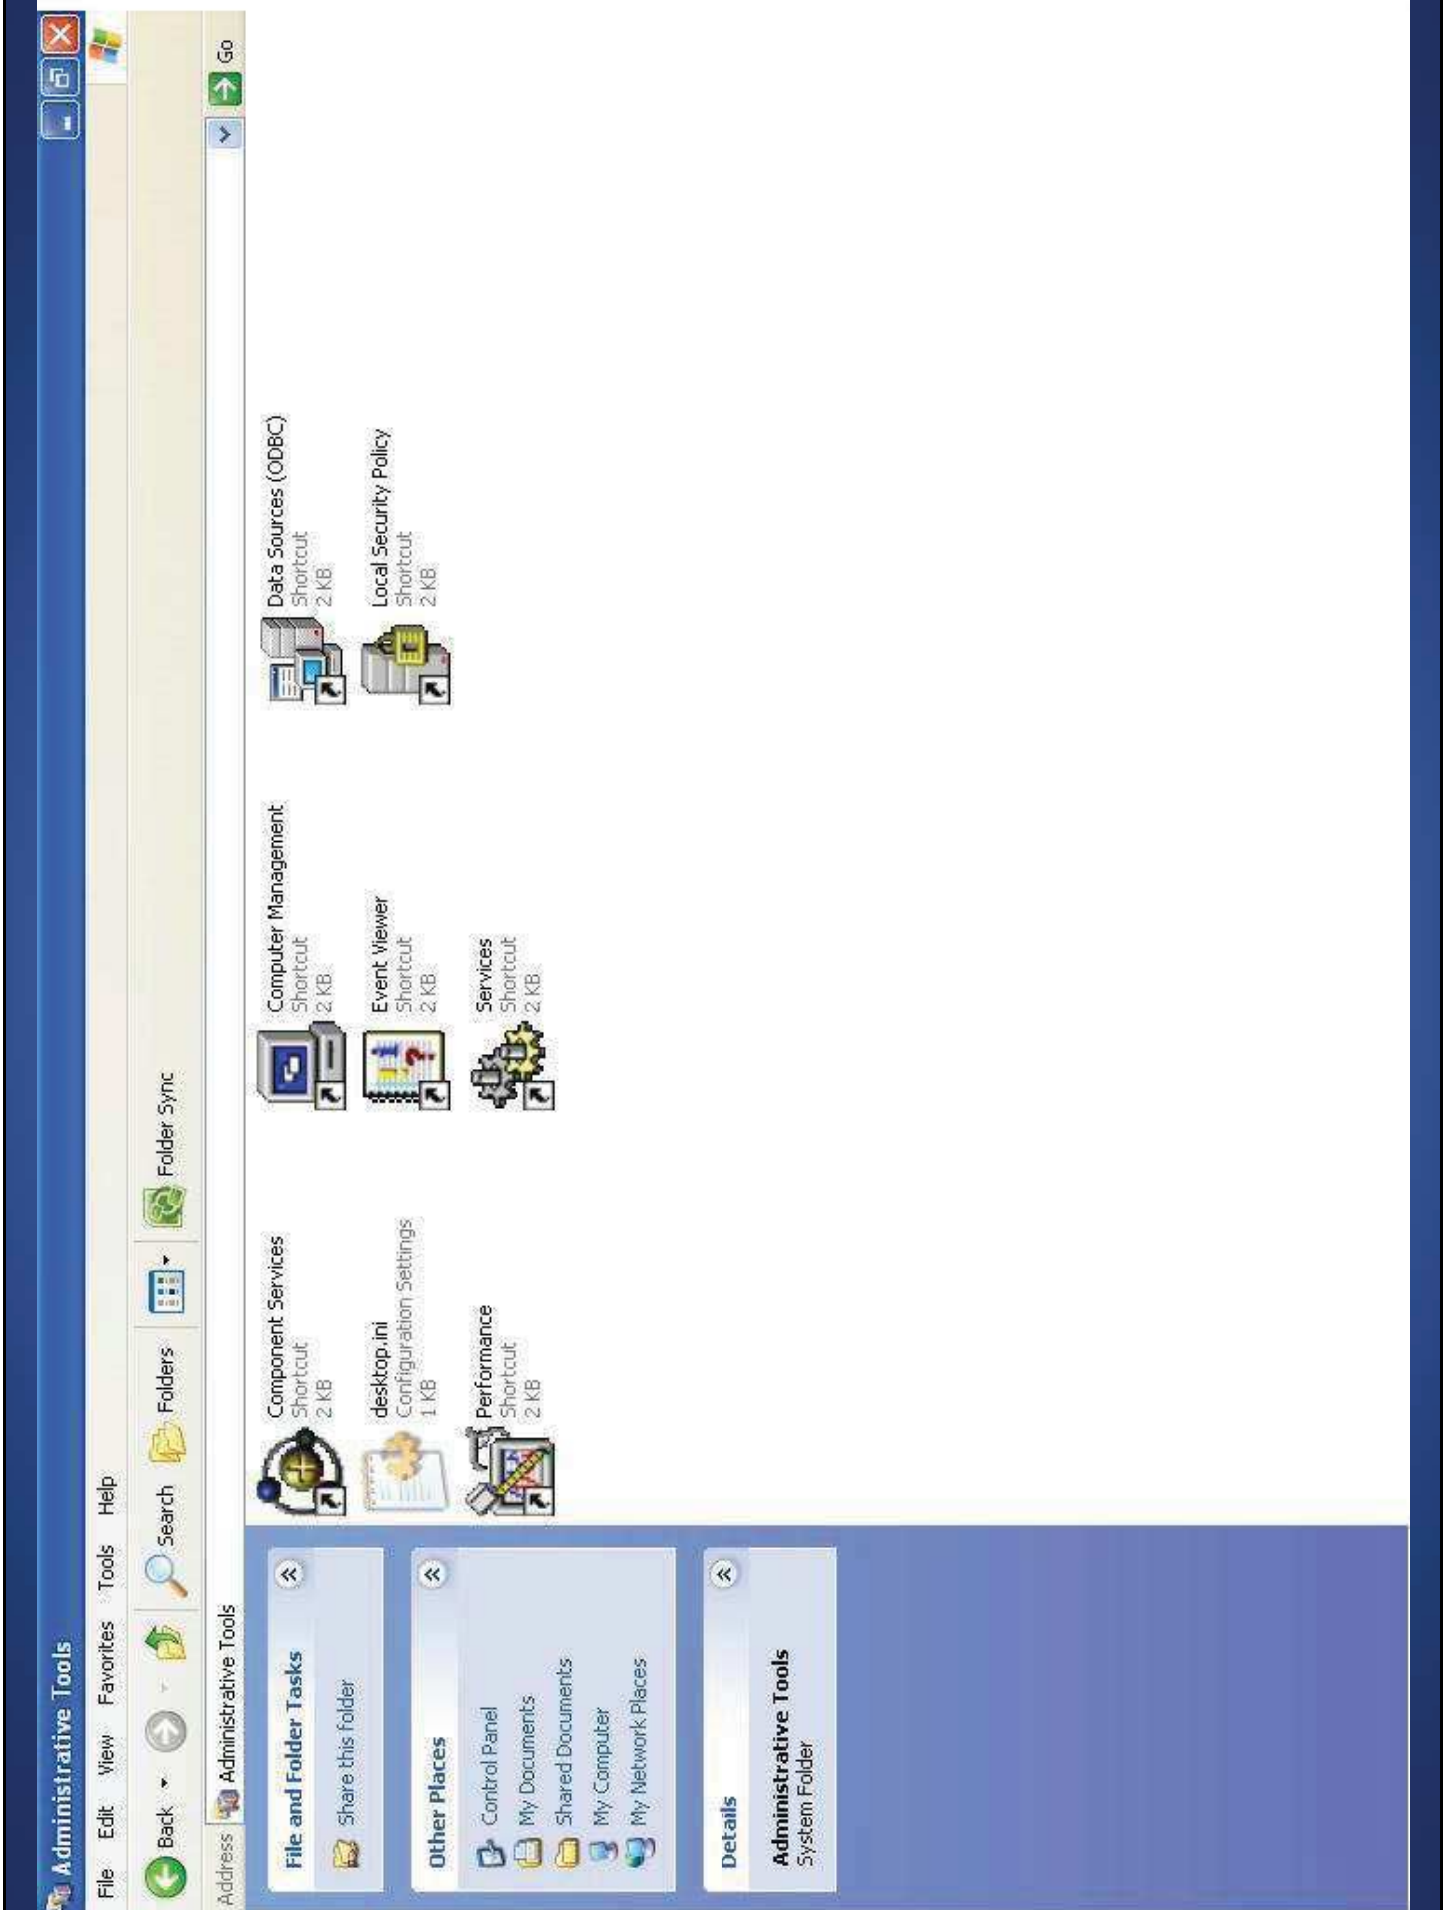 Administrative Tools
File Edit View Favorites Tools Help
Back Search Folders Folder Sync
Address Administrative Tools Go
File and Folder Tasks
Share this folder
Other Places
Control Panel
My Documents
Shared Documents
My Computer
My Network Places
Details
Administrative Tools
System Folder
Component Services
Shortcut
2 KB
Computer Management
Shortcut
2 KB
Data Sources (ODBC)
Shortcut
2 KB
desktop.ini
Configuration Settings
1 KB
Event Viewer
Shortcut
2 KB
Local Security Policy
Shortcut
2 KB
Performance
Shortcut
2 KB
Services
Shortcut
2 KB